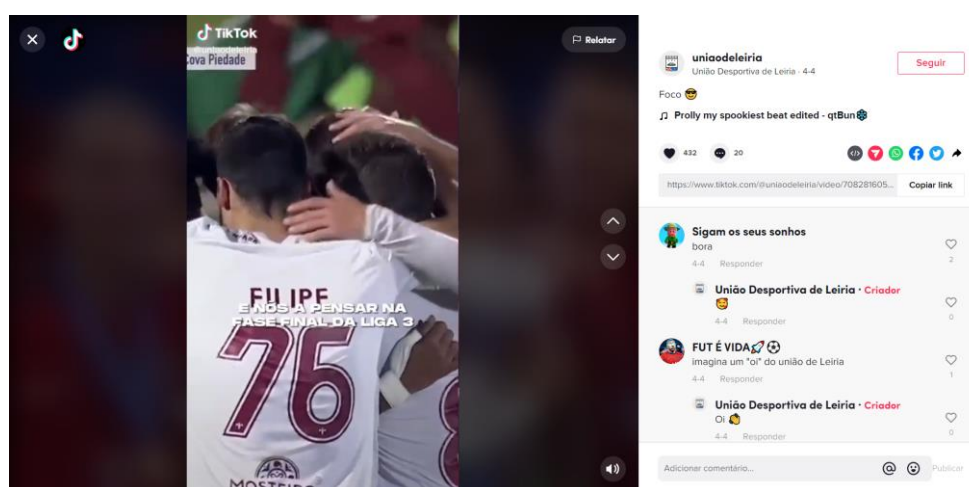 TikTok
@uniaodeleiria
Cova Piedade
FILIPE
E NÓS A PENSAR NA
FASE FINAL DA LIGA 3
76
MOSTEIRO
Relatar
uniaodeleiria
União Desportiva de Leiria · 4-4
Seguir
Foco 😎
♫ Prolly my spookiest beat edited - qtBun
432
20
https://www.tiktok.com/@uniaodeleiria/video/708281605...
Copiar link
Sigam os seus sonhos
bora
4-4 Responder
2
União Desportiva de Leiria · Criador
🤩
4-4 Responder
0
FUT É VIDA🚀⚽
imagina um "oi" do união de Leiria
4-4 Responder
1
União Desportiva de Leiria · Criador
Oi 👏
4-4 Responder
0
Adicionar comentário...
Publicar